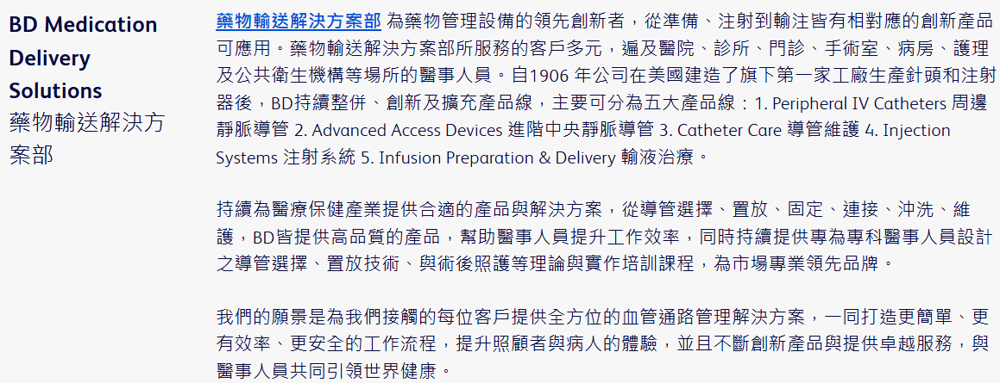 BD Medication
Delivery
Solutions
藥物輸送解決方
案部
藥物輸送解決方案部 為藥物管理設備的領先創新者，從準備、注射到輸注皆有相對應的創新產品
可應用。藥物輸送解決方案部所服務的客戶多元，遍及醫院、診所、門診、手術室、病房、護理
及公共衛生機構等場所的醫事人員。自1906 年公司在美國建造了旗下第一家工廠生產針頭和注射
器後，BD持續整併、創新及擴充產品線，主要可分為五大產品線：1. Peripheral IV Catheters 周邊
靜脈導管 2. Advanced Access Devices 進階中央靜脈導管 3. Catheter Care 導管維護 4. Injection
Systems 注射系統 5. Infusion Preparation & Delivery 輸液治療。
持續為醫療保健產業提供合適的產品與解決方案，從導管選擇、置放、固定、連接、沖洗、維
護，BD皆提供高品質的產品，幫助醫事人員提升工作效率，同時持續提供專為專科醫事人員設計
之導管選擇、置放技術、與術後照護等理論與實作培訓課程，為市場專業領先品牌。
我們的願景是為我們接觸的每位客戶提供全方位的血管通路管理解決方案，一同打造更簡單、更
有效率、更安全的工作流程，提升照顧者與病人的體驗，並且不斷創新產品與提供卓越服務，與
醫事人員共同引領世界健康。